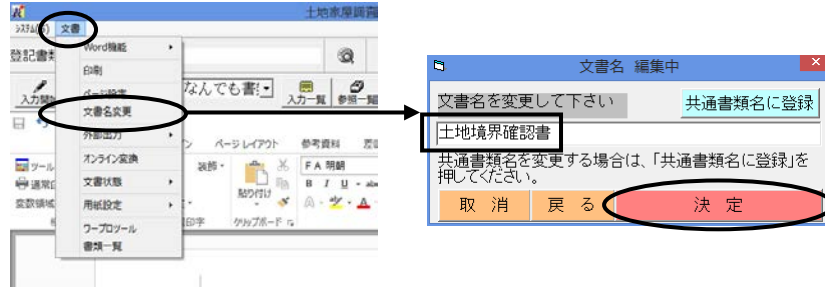 土地家屋調査
文書
登記書類
Word機能
印刷
ページ設定
なんでも書
入力開始
入力一覧
参照一覧
文書名変更
外部出力
ページ レイアウト
参考資料
オンライン変換
ツール
装飾
FA 明朝
文書状態
通常
貼り付け
B I U abc
用紙設定
変数領域
印字
クリップボード
ワープロツール
書類一覧
文書名 編集中
文書名を変更して下さい
共通書類名に登録
土地境界確認書
共通書類名を変更する場合は、「共通書類名に登録」を
押してください。
取 消
戻 る
決 定